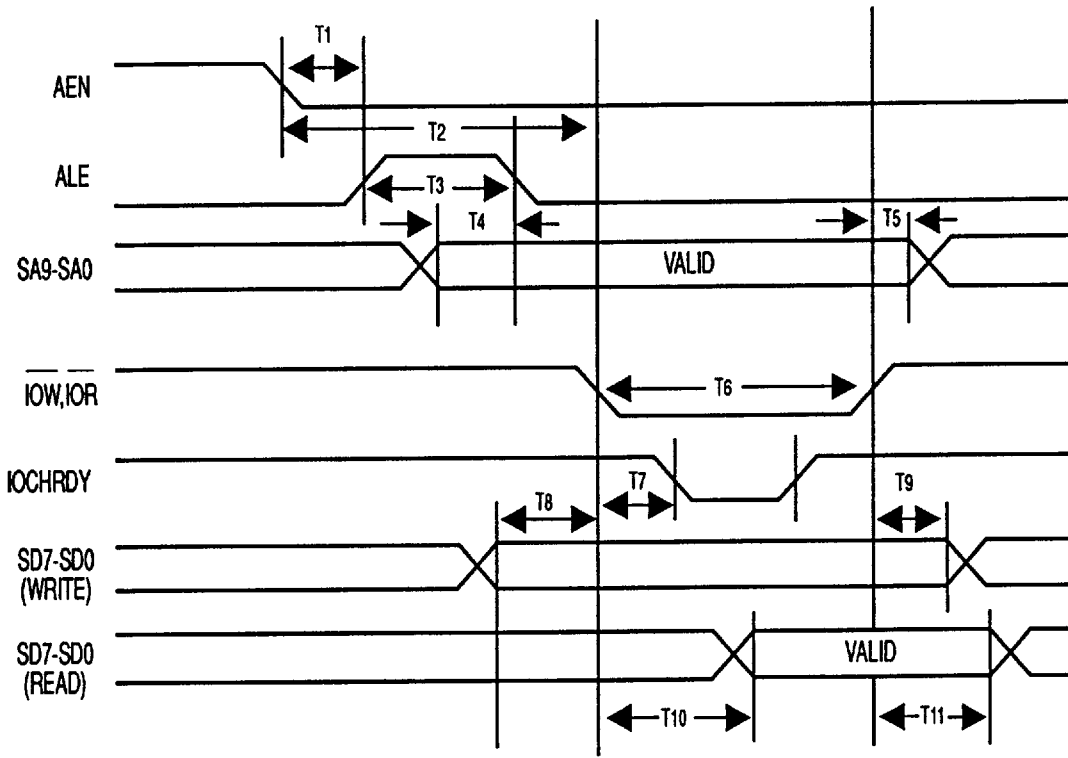 T1
AEN
T2
ALE
T3
T4
T5
SA9-SA0
VALID
IOW,IOR
T6
IOCHRDY
T7
T8
T9
SD7-SD0
(WRITE)
SD7-SD0
(READ)
VALID
T10
T11